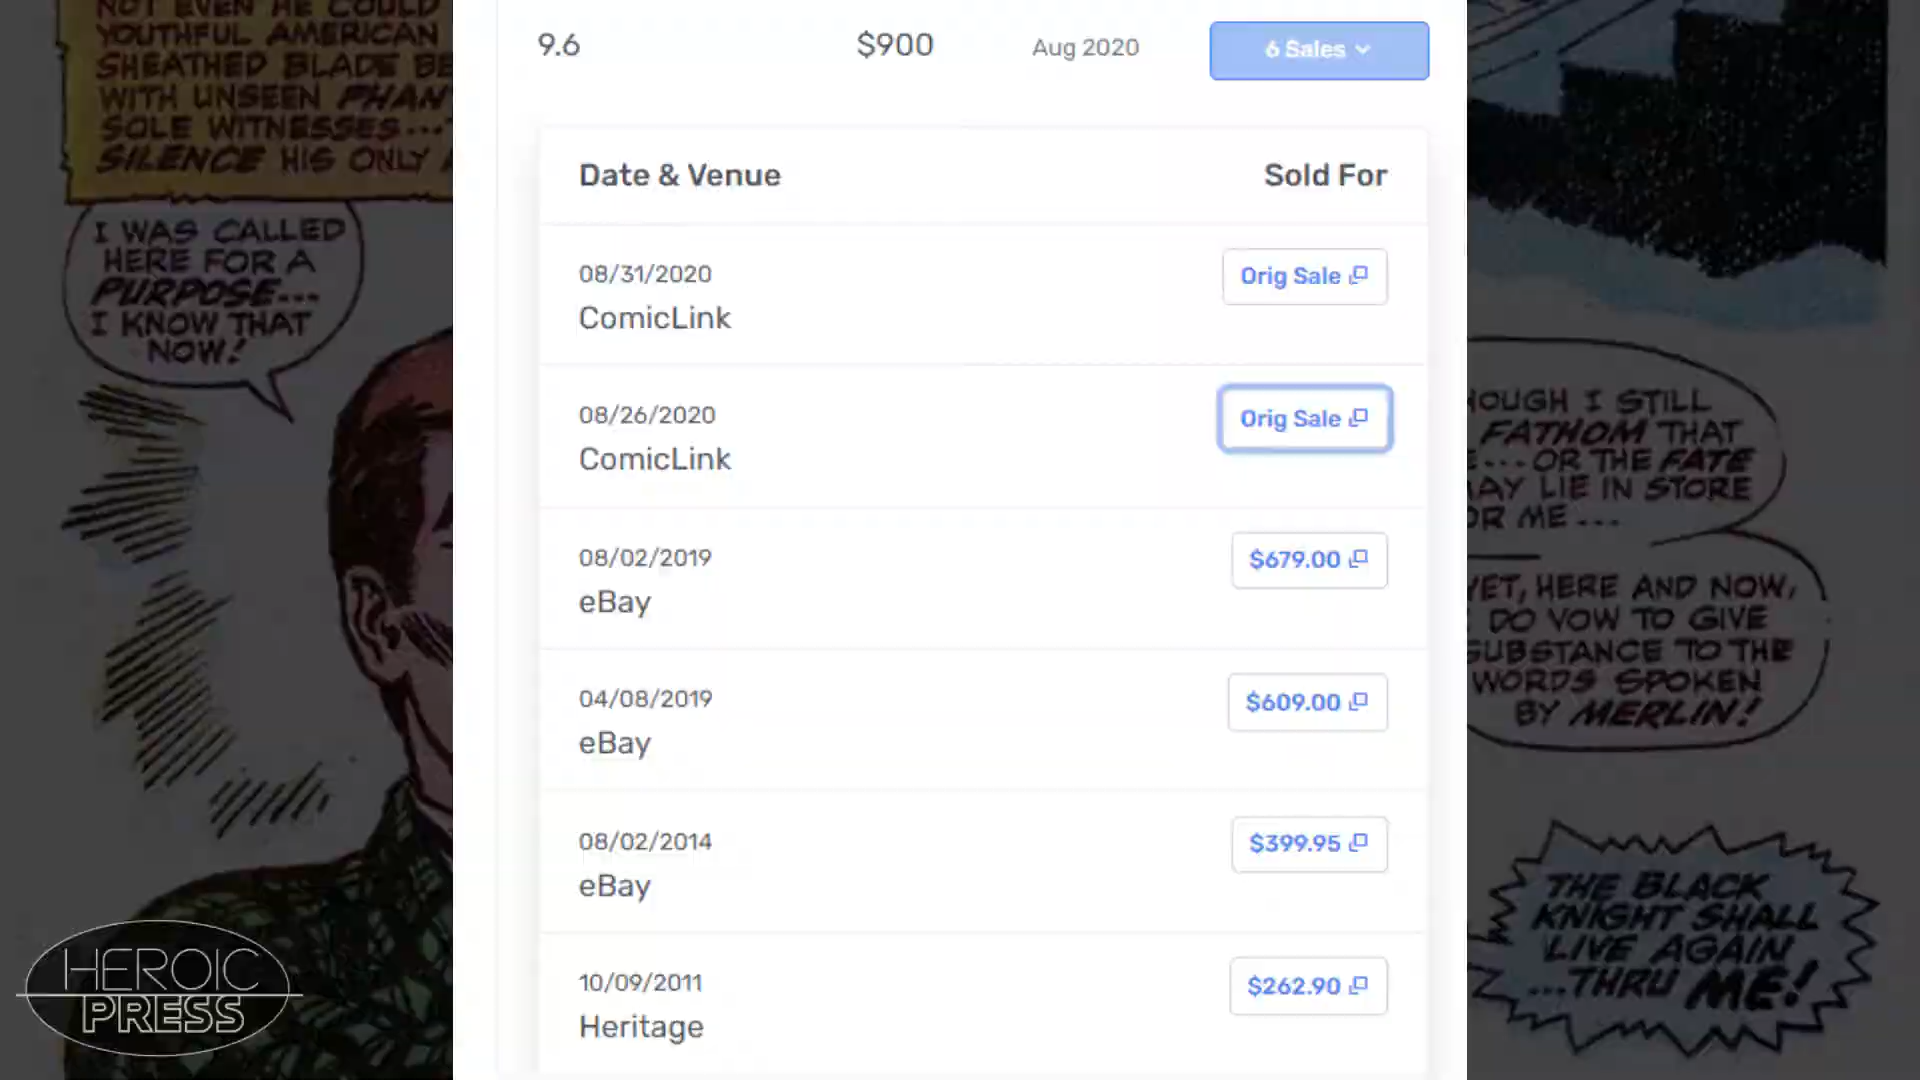 NOT EVEN HE COULD
YOUTHFUL AMERICAN
SHEATHED BLADE BE
WITH UNSEEN PHAN
SOLE WITNESSES...
SILENCE HIS ONLY
I WAS CALLED
HERE FOR A
PURPOSE...
I KNOW THAT
NOW!
HEROIC
PRESS
9.6 $900 Aug 2020 6 Sales
Date & Venue Sold For
08/31/2020
ComicLink
Orig Sale
08/26/2020
ComicLink
Orig Sale
08/02/2019
eBay
$679.00
04/08/2019
eBay
$609.00
08/02/2014
eBay
$399.95
10/09/2011
Heritage
$262.90
HOUGH I STILL
FATHOM THAT
...OR THE FATE
MAY LIE IN STORE
OR ME...
YET, HERE AND NOW,
DO VOW TO GIVE
SUBSTANCE TO THE
WORDS SPOKEN
BY MERLIN!
THE BLACK
KNIGHT SHALL
LIVE AGAIN
...THRU ME!